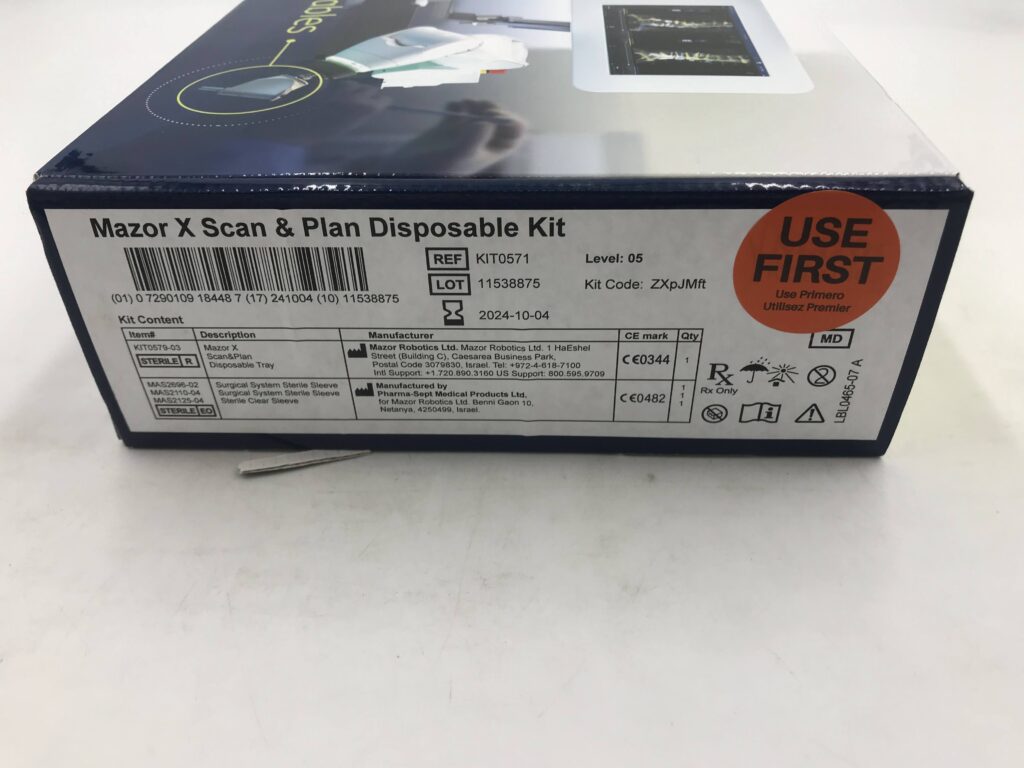 ables
Mazor X Scan & Plan Disposable Kit
(01) 0 7290109 18448 7 (17) 241004 (10) 11538875
REF KIT0571
LOT 11538875
2024-10-04
Level: 05
Kit Code: ZXpJMft
USE
FIRST
Use Primero
Utilisez Premier
MD
Kit Content
Item# Description Manufacturer CE mark Qty
KIT0579-03
STERILE R
Mazor X
Scan&Plan
Disposable Tray
Mazor Robotics Ltd. Mazor Robotics Ltd. 1 HaEshel
Street (Building C), Caesarea Business Park,
Postal Code 3079830, Israel. Tel: +972-4-618-7100
Intl Support: +1.720.890.3160 US Support: 800.595.9709
CE0344
1
MAS2696-02
MAS2110-04
MAS2125-04
STERILE EO
Surgical System Sterile Sleeve
Surgical System Sterile Sleeve
Sterile Clear Sleeve
Manufactured by
Pharma-Sept Medical Products Ltd.
for Mazor Robotics Ltd. Benni Gaon 10,
Netanya, 4250499, Israel.
CE0482
1
1
1
Rx
Rx Only
2
LBL0465-07 A